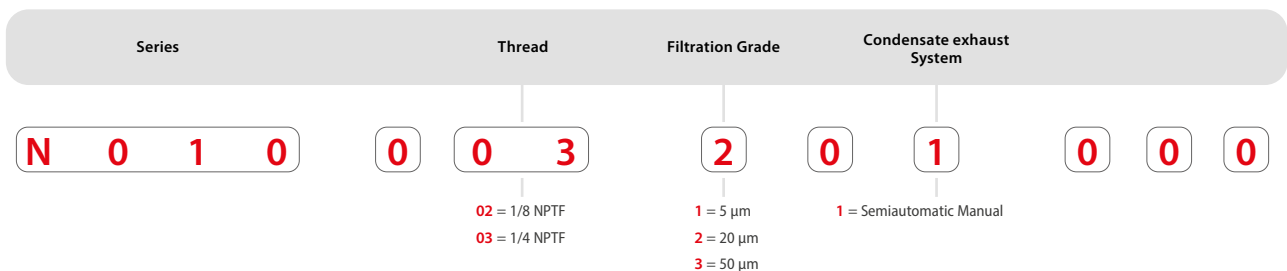 Series Thread Filtration Grade Condensate exhaust
System
N 0 1 0 0 0 3 2 0 1 0 0 0
02 = 1/8 NPTF 1 = 5 µm 1 = Semiautomatic Manual
03 = 1/4 NPTF 2 = 20 µm
3 = 50 µm